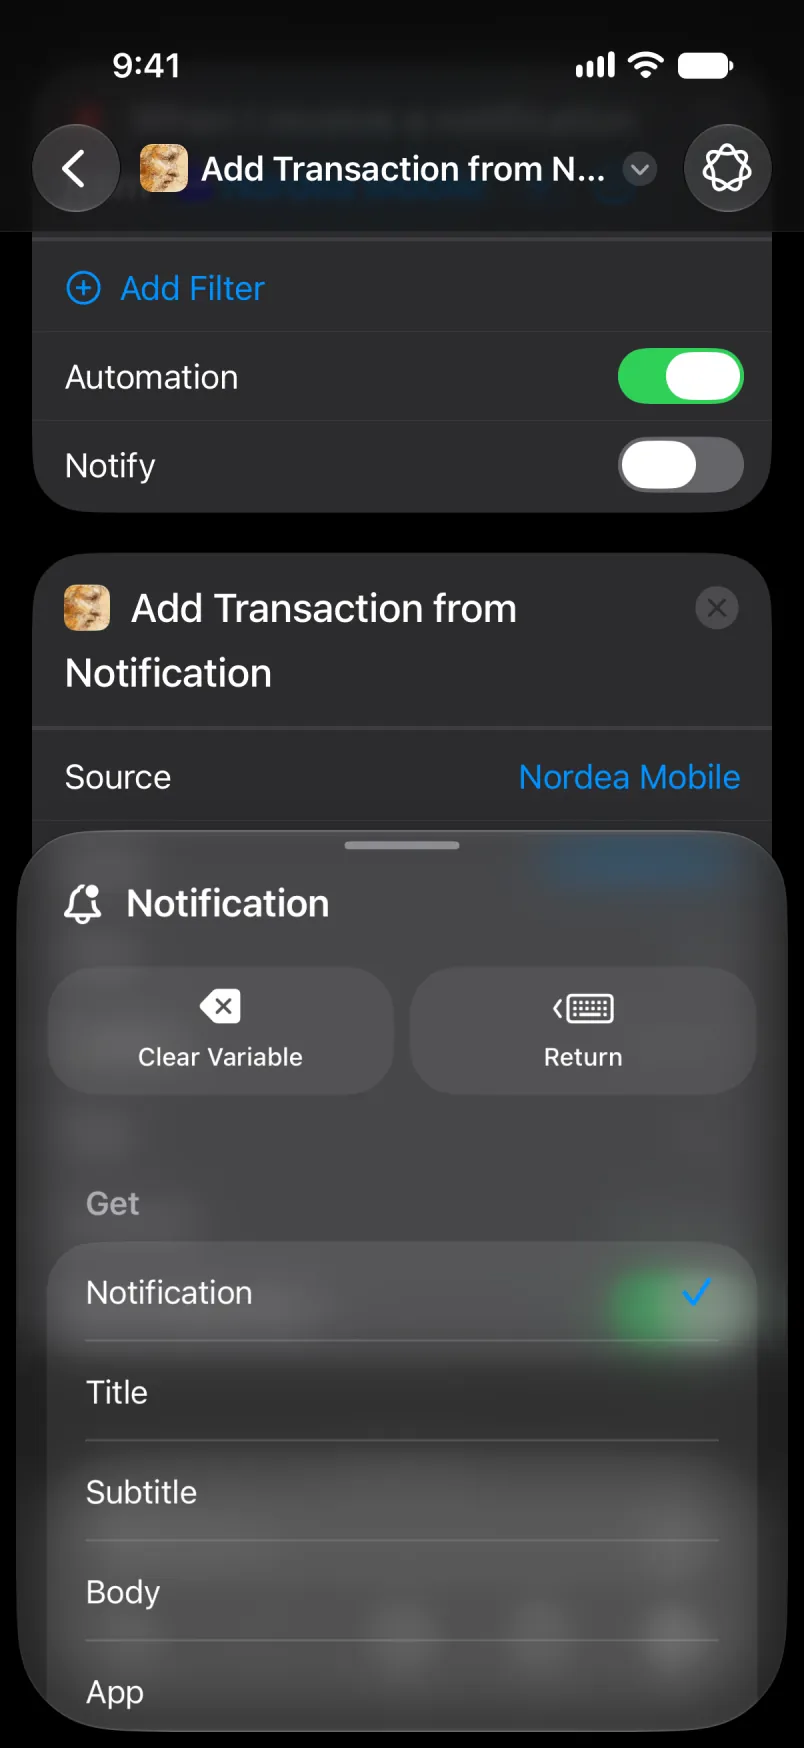 9:41
Add Transaction from N...
Add Filter
Automation
Notify
Add Transaction from
Notification
Source
Nordea Mobile
Notification
Clear Variable
Return
Get
Notification
Title
Subtitle
Body
App